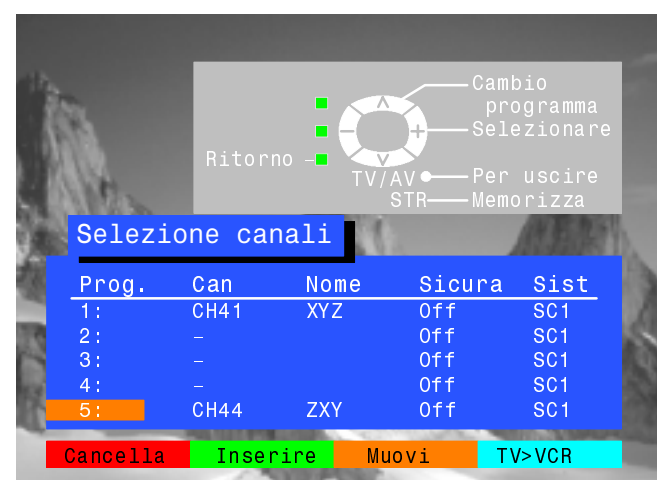 Cambio
programma
Selezionare
Ritorno
TV/AV Per uscire
STR Memorizza
Selezione canali
Prog. Can Nome Sicura Sist
1: CH41 XYZ Off SC1
2: – Off SC1
3: – Off SC1
4: – Off SC1
5: CH44 ZXY Off SC1
Cancella Inserire Muovi TV>VCR